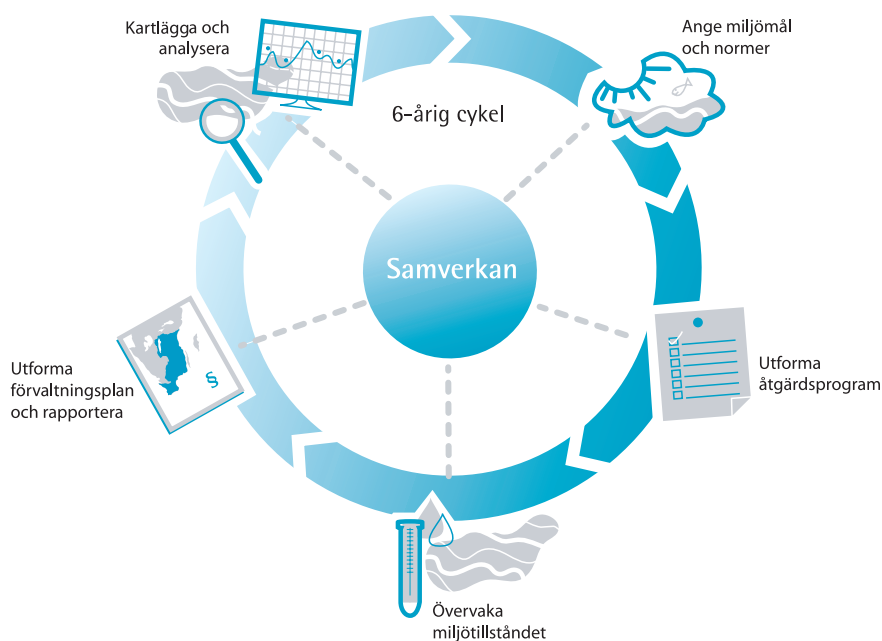 Kartlägga och
analysera
6-årig cykel
Ange miljömål
och normer
Samverkan
Utforma
åtgärdsprogram
Övervaka
miljötillståndet
Utforma
förvaltningsplan
och rapportera
§